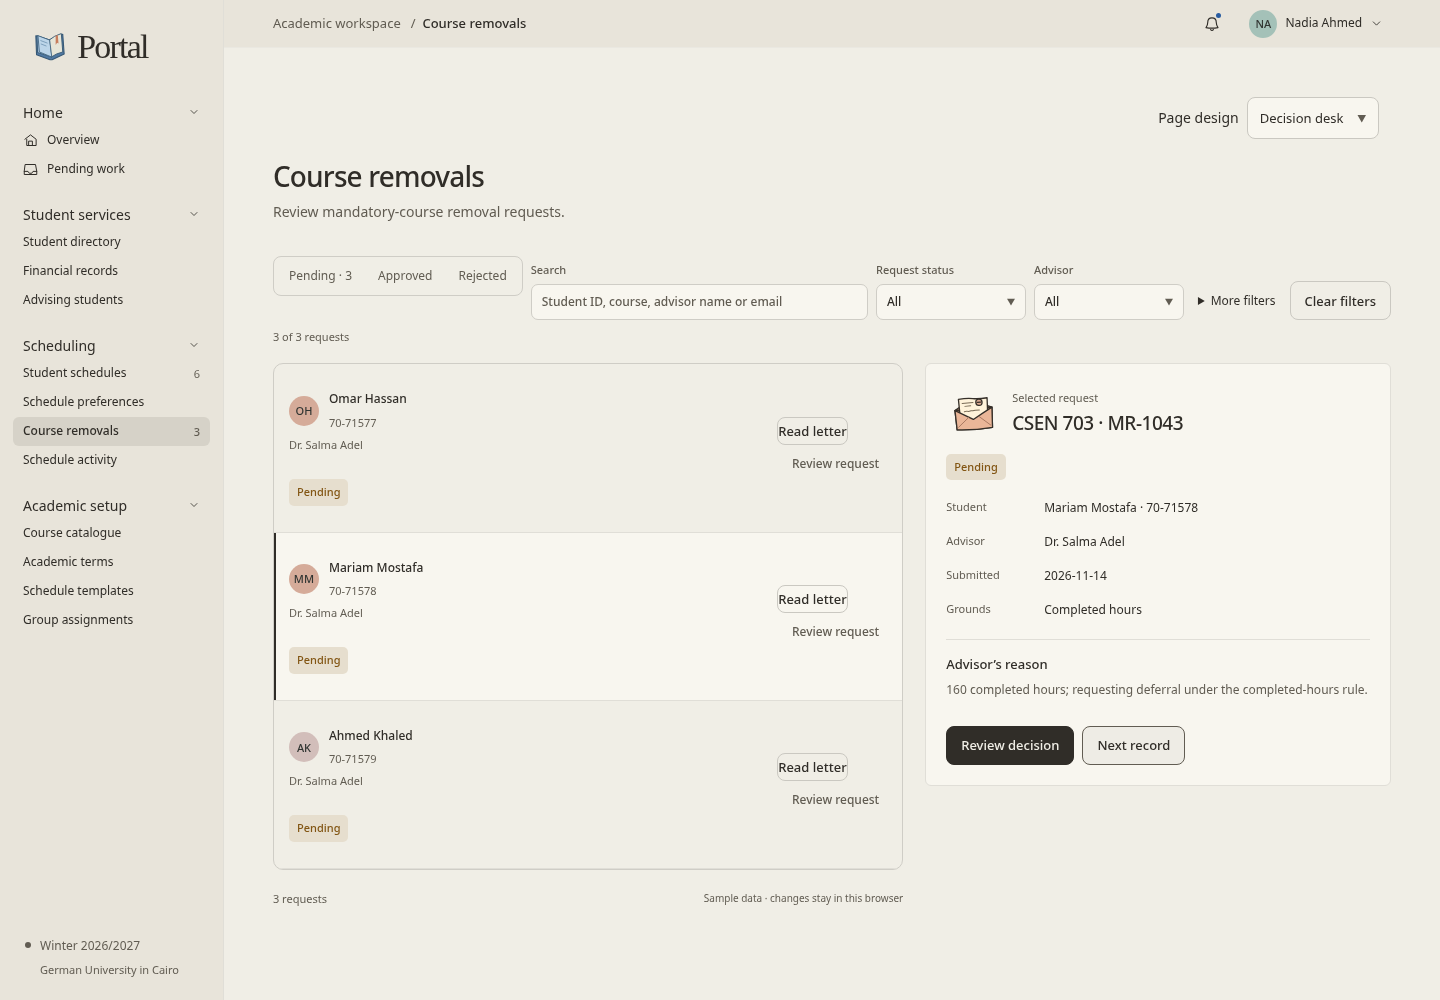 Portal
Academic workspace / Course removals
NA Nadia Ahmed
Home
Overview
Pending work
Student services
Student directory
Financial records
Advising students
Scheduling
Student schedules 6
Schedule preferences
Course removals 3
Schedule activity
Academic setup
Course catalogue
Academic terms
Schedule templates
Group assignments
Winter 2026/2027
German University in Cairo
Page design Decision desk
Course removals
Review mandatory-course removal requests.
Pending · 3 Approved Rejected
Search
Student ID, course, advisor name or email
Request status
All
Advisor
All
More filters
Clear filters
3 of 3 requests
OH
Omar Hassan
70-71577
Dr. Salma Adel
Pending
Read letter
Review request
MM
Mariam Mostafa
70-71578
Dr. Salma Adel
Pending
Read letter
Review request
AK
Ahmed Khaled
70-71579
Dr. Salma Adel
Pending
Read letter
Review request
3 requests
Sample data · changes stay in this browser
Selected request
CSEN 703 · MR-1043
Pending
Student Mariam Mostafa · 70-71578
Advisor Dr. Salma Adel
Submitted 2026-11-14
Grounds Completed hours
Advisor’s reason
160 completed hours; requesting deferral under the completed-hours rule.
Review decision Next record